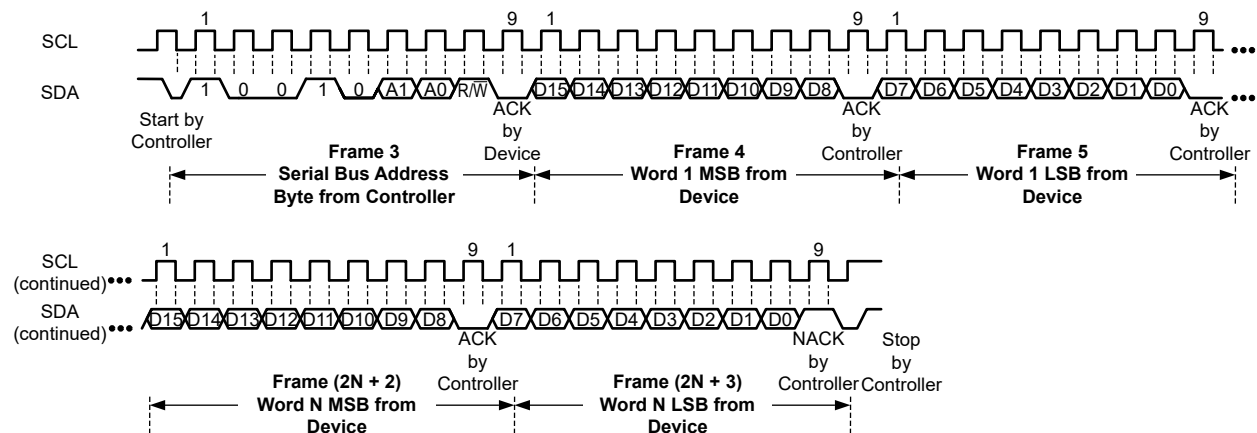 1 9 1 9 1 9
SCL
SDA
1 0 0 1 0 A1 A0 R/W̅ D15 D14 D13 D12 D11 D10 D9 D8 D7 D6 D5 D4 D3 D2 D1 D0
Start by
Controller
ACK
by
Device
ACK
by
Controller
ACK
by
Controller
Frame 3
Serial Bus Address
Byte from Controller
Frame 4
Word 1 MSB from
Device
Frame 5
Word 1 LSB from
Device
1 9 1 9
SCL
(continued)
SDA
(continued)
D15 D14 D13 D12 D11 D10 D9 D8 D7 D6 D5 D4 D3 D2 D1 D0
ACK
by
Controller
NACK
by
Controller
Stop
by
Controller
Frame (2N + 2)
Word N MSB from
Device
Frame (2N + 3)
Word N LSB from
Device